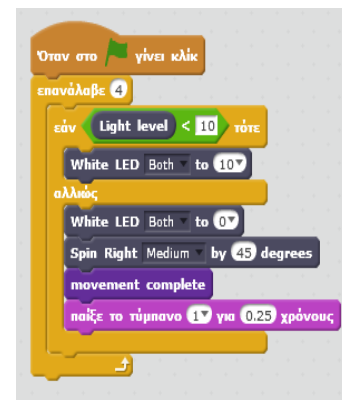 Όταν στο γίνει κλίκ
επανάλαβε 4
εάν Light level < 10 τότε
White LED Both to 10
αλλιώς
White LED Both to 0
Spin Right Medium by 45 degrees
movement complete
παίξε το τύμπανο 1 για 0.25 χρόνους